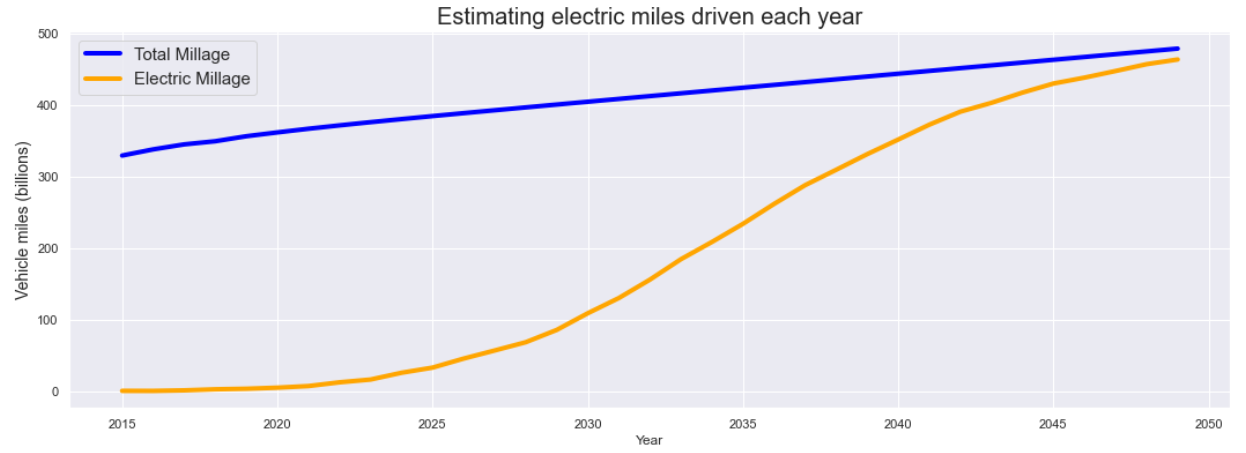 Estimating electric miles driven each year
Total Millage
Electric Millage
Vehicle miles (billions)
500
400
300
200
100
0
2015 2020 2025 2030 2035 2040 2045 2050
Year